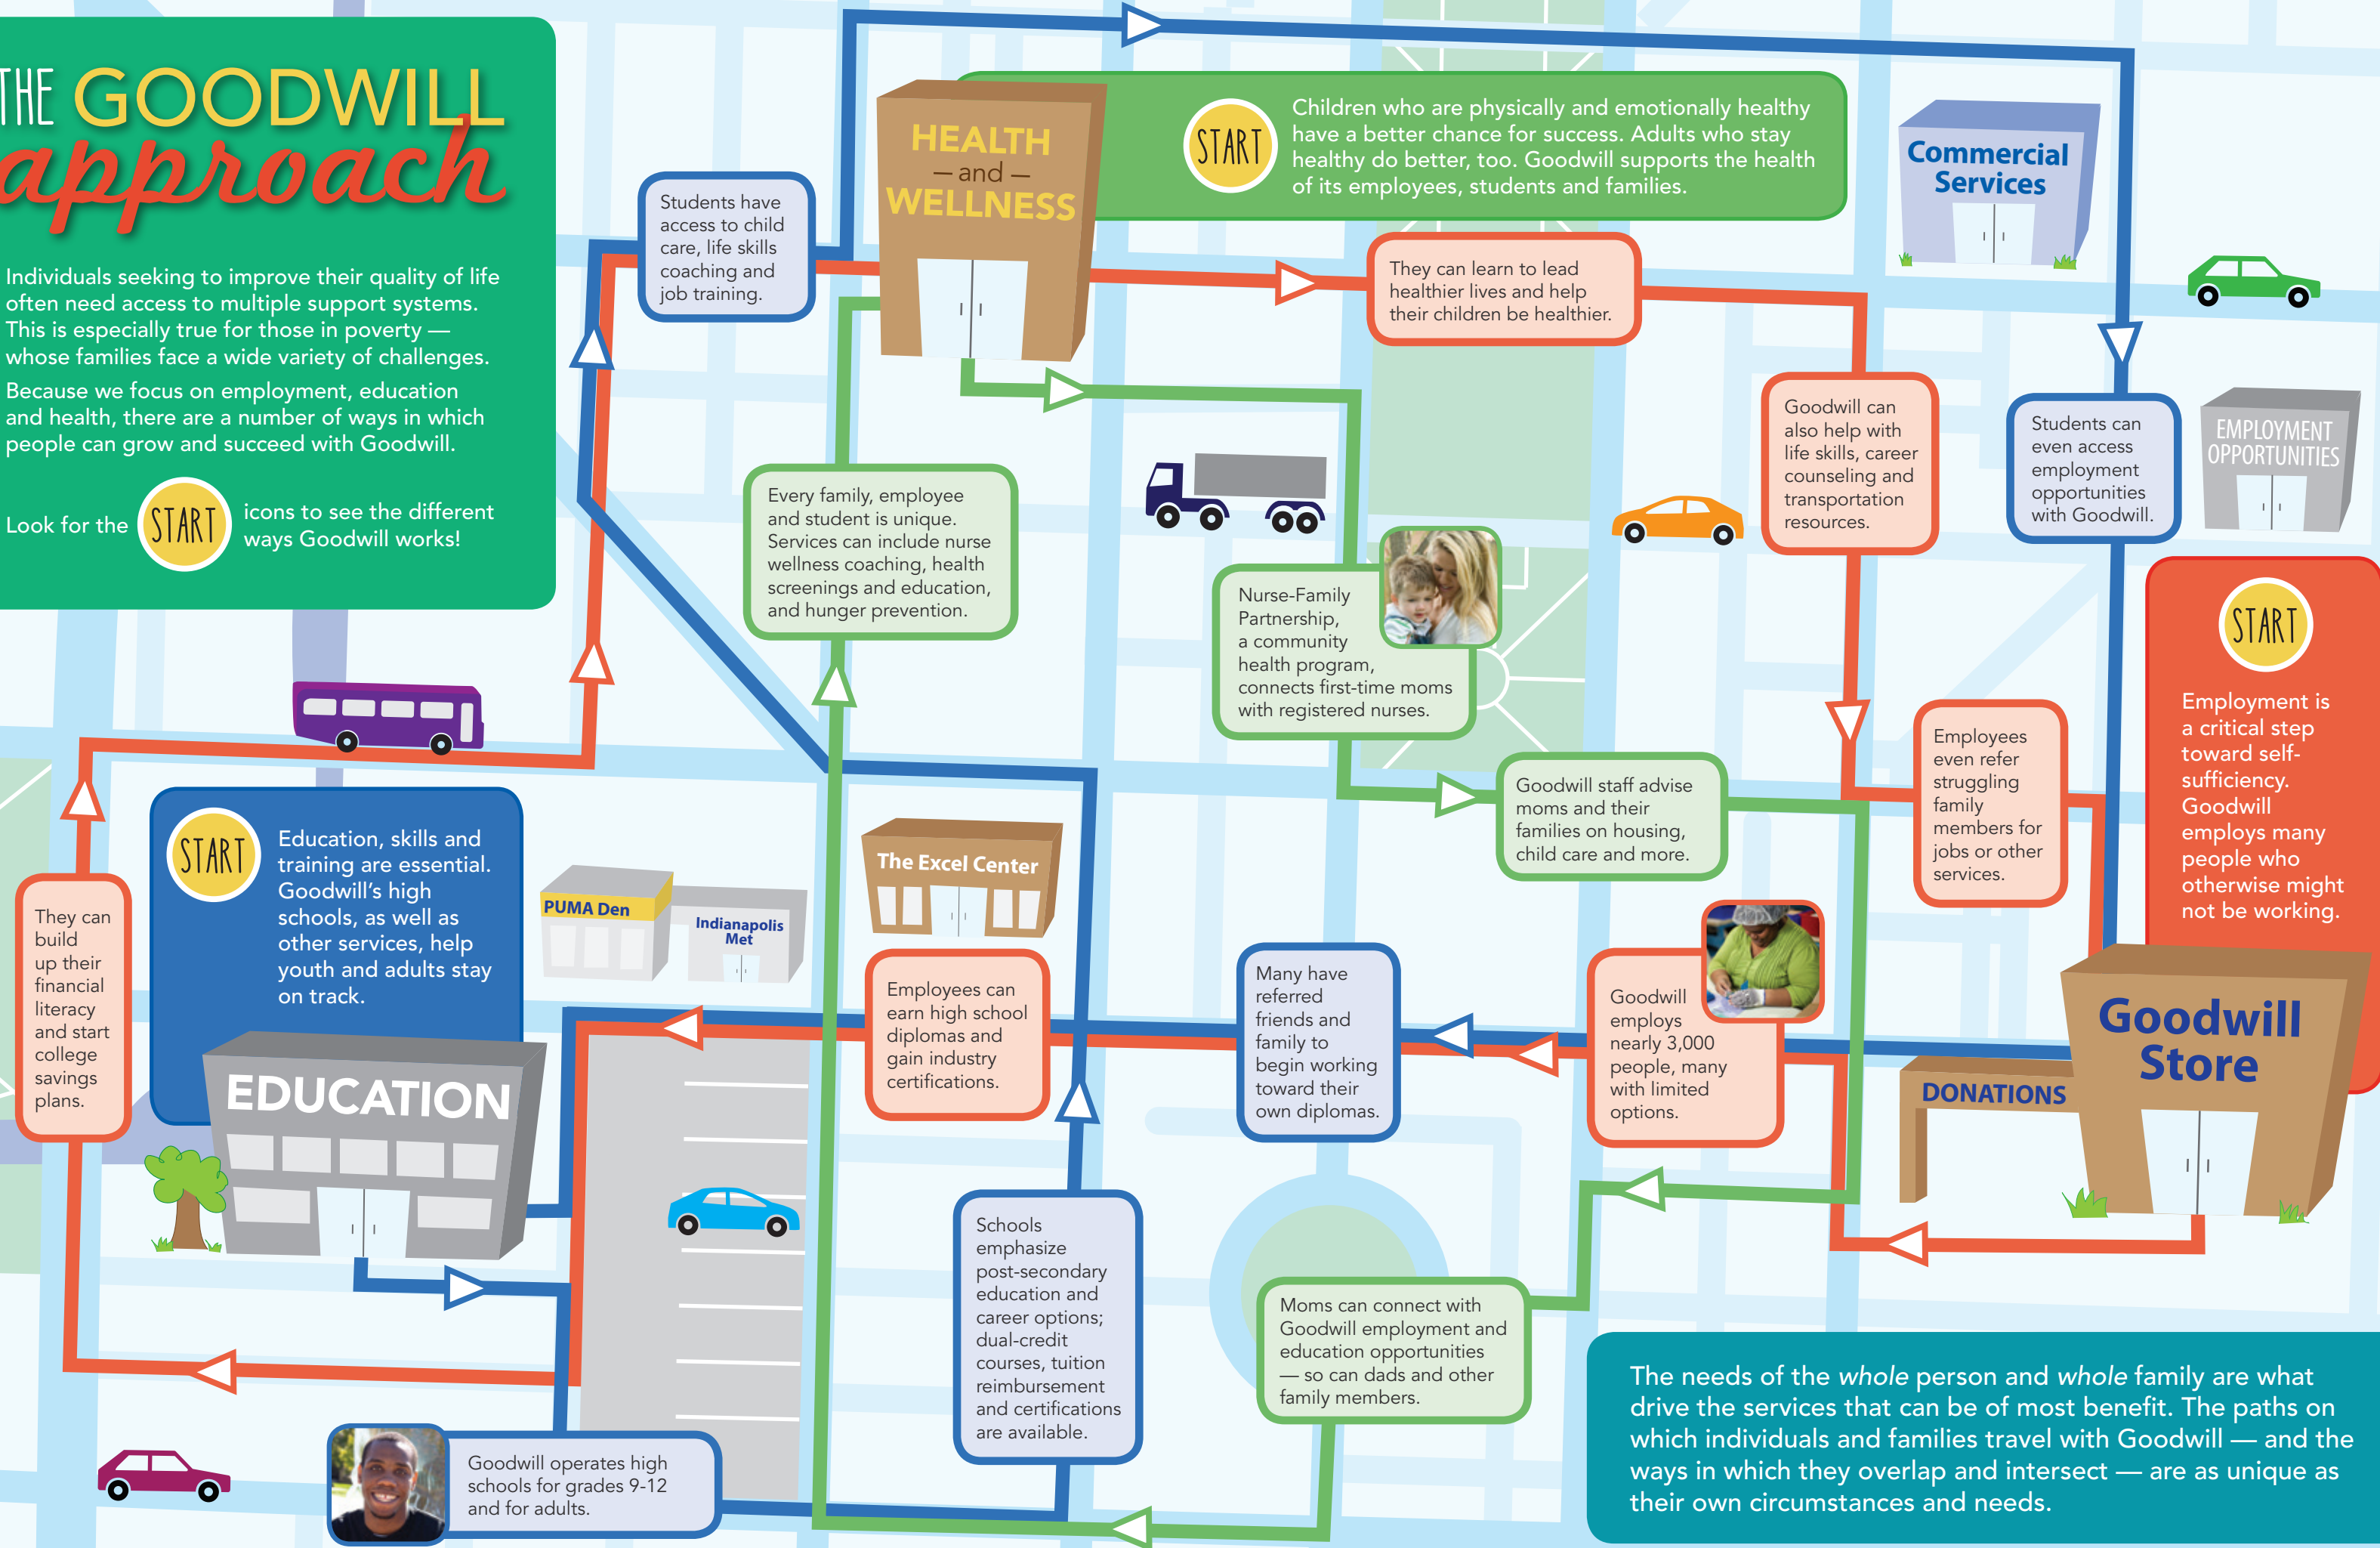 THE GOODWILL
approach
Individuals seeking to improve their quality of life
often need access to multiple support systems.
This is especially true for those in poverty —
whose families face a wide variety of challenges.
Because we focus on employment, education
and health, there are a number of ways in which
people can grow and succeed with Goodwill.
Look for the START icons to see the different
ways Goodwill works!
Students have
access to child
care, life skills
coaching and
job training.
HEALTH
— and —
WELLNESS
START
Children who are physically and emotionally healthy
have a better chance for success. Adults who stay
healthy do better, too. Goodwill supports the health
of its employees, students and families.
Commercial
Services
They can learn to lead
healthier lives and help
their children be healthier.
Goodwill can
also help with
life skills, career
counseling and
transportation
resources.
Students can
even access
employment
opportunities
with Goodwill.
EMPLOYMENT
OPPORTUNITIES
Every family, employee
and student is unique.
Services can include nurse
wellness coaching, health
screenings and education,
and hunger prevention.
Nurse-Family
Partnership,
a community
health program,
connects first-time moms
with registered nurses.
START
Employment is
a critical step
toward self-
sufficiency.
Goodwill
employs many
people who
otherwise might
not be working.
Employees
even refer
struggling
family
members for
jobs or other
services.
Goodwill staff advise
moms and their
families on housing,
child care and more.
START
Education, skills and
training are essential.
Goodwill's high
schools, as well as
other services, help
youth and adults stay
on track.
They can
build
up their
financial
literacy
and start
college
savings
plans.
PUMA Den
Indianapolis
Met
The Excel Center
Employees can
earn high school
diplomas and
gain industry
certifications.
Many have
referred
friends and
family to
begin working
toward their
own diplomas.
Goodwill
employs
nearly 3,000
people, many
with limited
options.
Goodwill
Store
DONATIONS
EDUCATION
Schools
emphasize
post-secondary
education and
career options;
dual-credit
courses, tuition
reimbursement
and certifications
are available.
Moms can connect with
Goodwill employment and
education opportunities
— so can dads and other
family members.
Goodwill operates high
schools for grades 9-12
and for adults.
The needs of the whole person and whole family are what
drive the services that can be of most benefit. The paths on
which individuals and families travel with Goodwill — and the
ways in which they overlap and intersect — are as unique as
their own circumstances and needs.